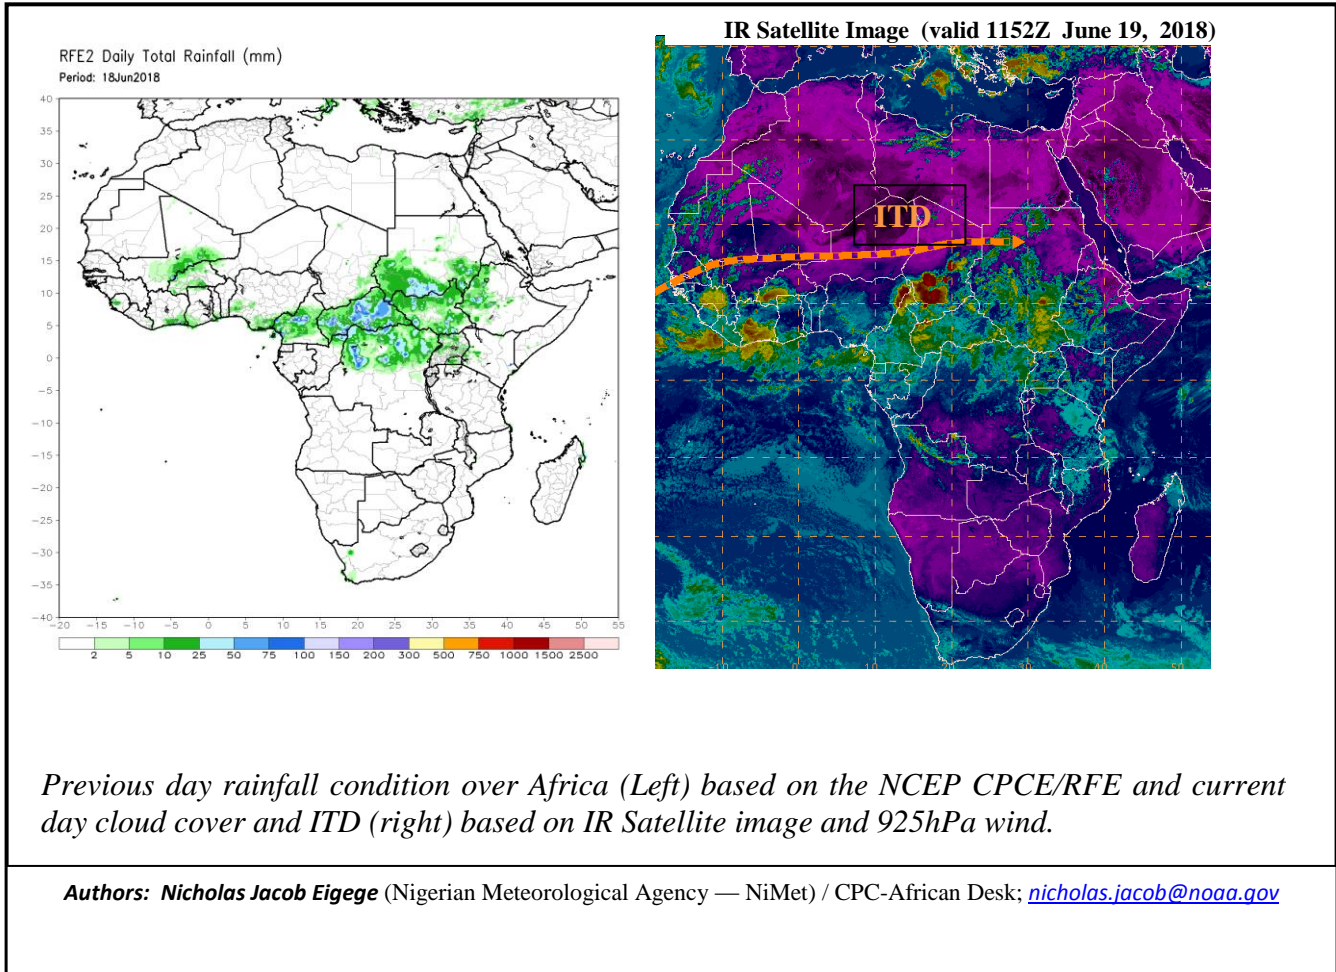 IR Satellite Image (valid 1152Z June 19, 2018)
RFE2 Daily Total Rainfall (mm)
Period: 18Jun2018
40
35
30
25
20
15
10
5
0
−5
−10
−15
−20
−25
−30
−35
−40
−20 −15 −10 −5 0 5 10 15 20 25 30 35 40 45 50 55
2 5 10 25 50 75 100 150 200 300 500 750 1000 1500 2500
ITD
Previous day rainfall condition over Africa (Left) based on the NCEP CPCE/RFE and current
day cloud cover and ITD (right) based on IR Satellite image and 925hPa wind.
Authors: Nicholas Jacob Eigege (Nigerian Meteorological Agency — NiMet) / CPC-African Desk; nicholas.jacob@noaa.gov